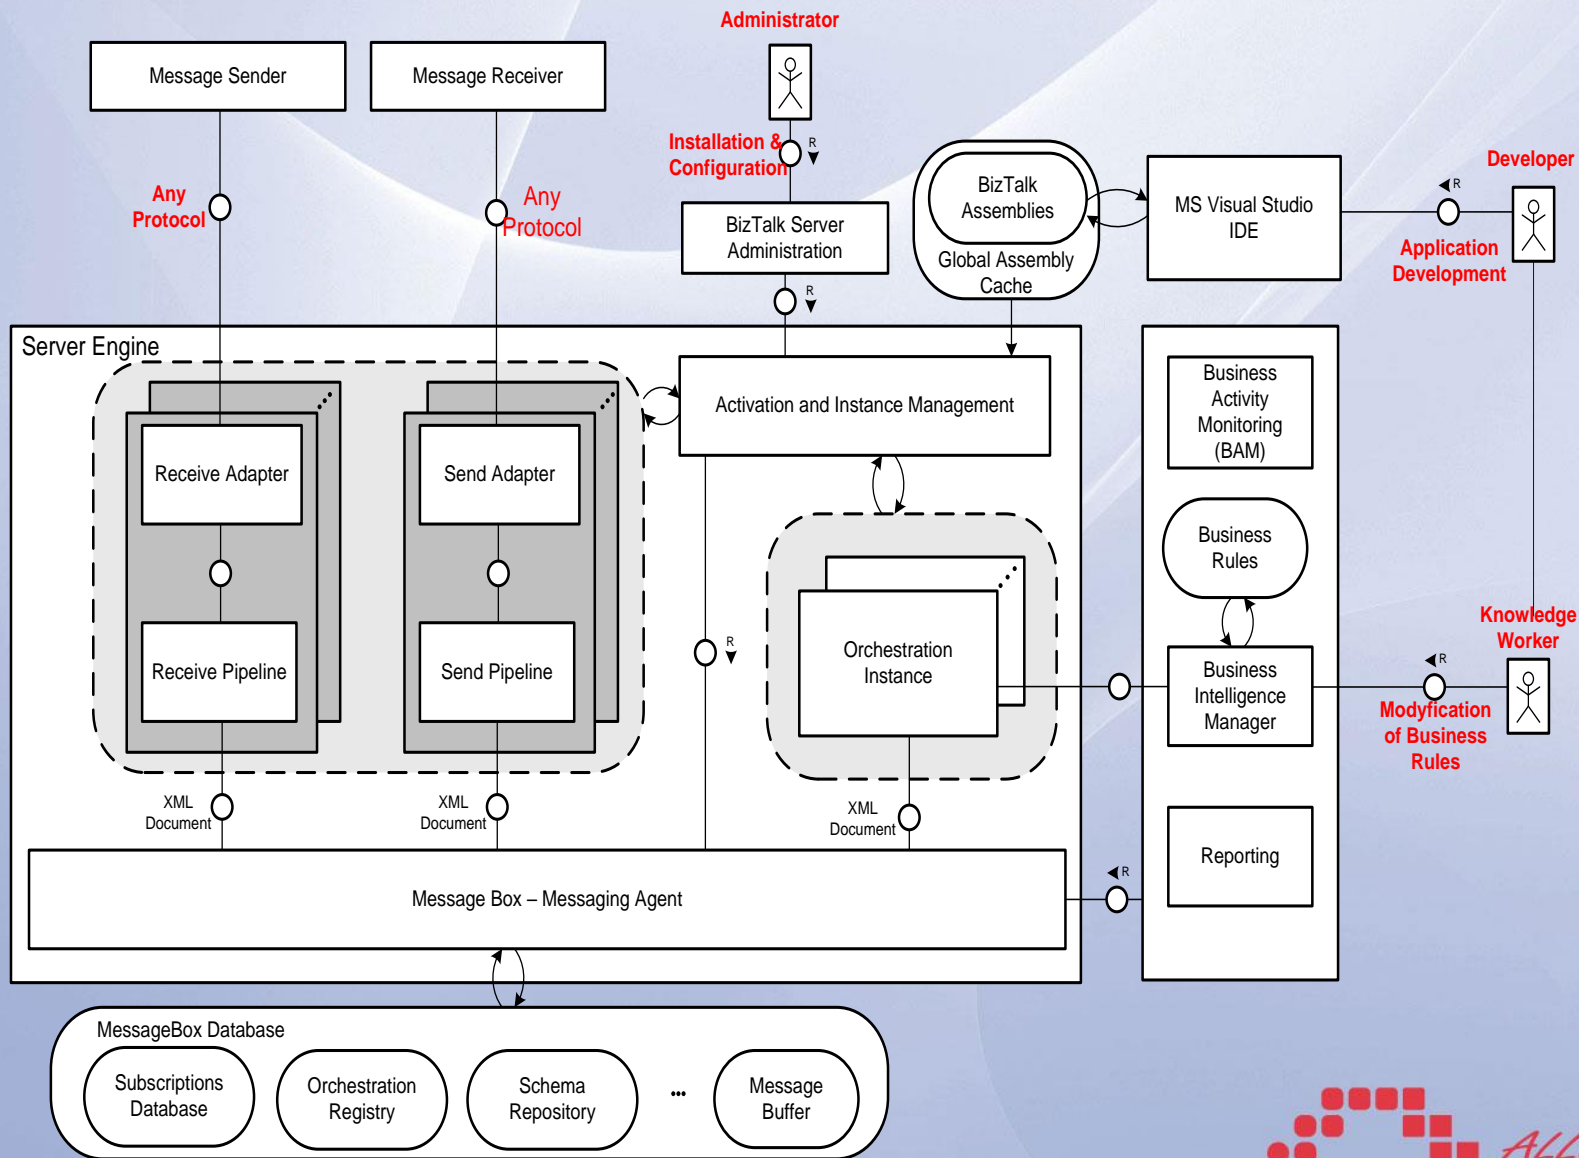 Administrator
Message Sender
Message Receiver
Installation &
Configuration
R
Any
Protocol
Any
Protocol
BizTalk Server
Administration
R
BizTalk
Assemblies
Global Assembly
Cache
MS Visual Studio
IDE
R
Developer
Application
Development
Server Engine
Receive Adapter
Send Adapter
Activation and Instance Management
Receive Pipeline
Send Pipeline
R
Orchestration
Instance
XML
Document
XML
Document
XML
Document
Message Box – Messaging Agent
Business
Activity
Monitoring
(BAM)
Business
Rules
Business
Intelligence
Manager
Reporting
R
Knowledge
Worker
R
Modyfication
of Business
Rules
MessageBox Database
Subscriptions
Database
Orchestration
Registry
Schema
Repository
...
Message
Buffer